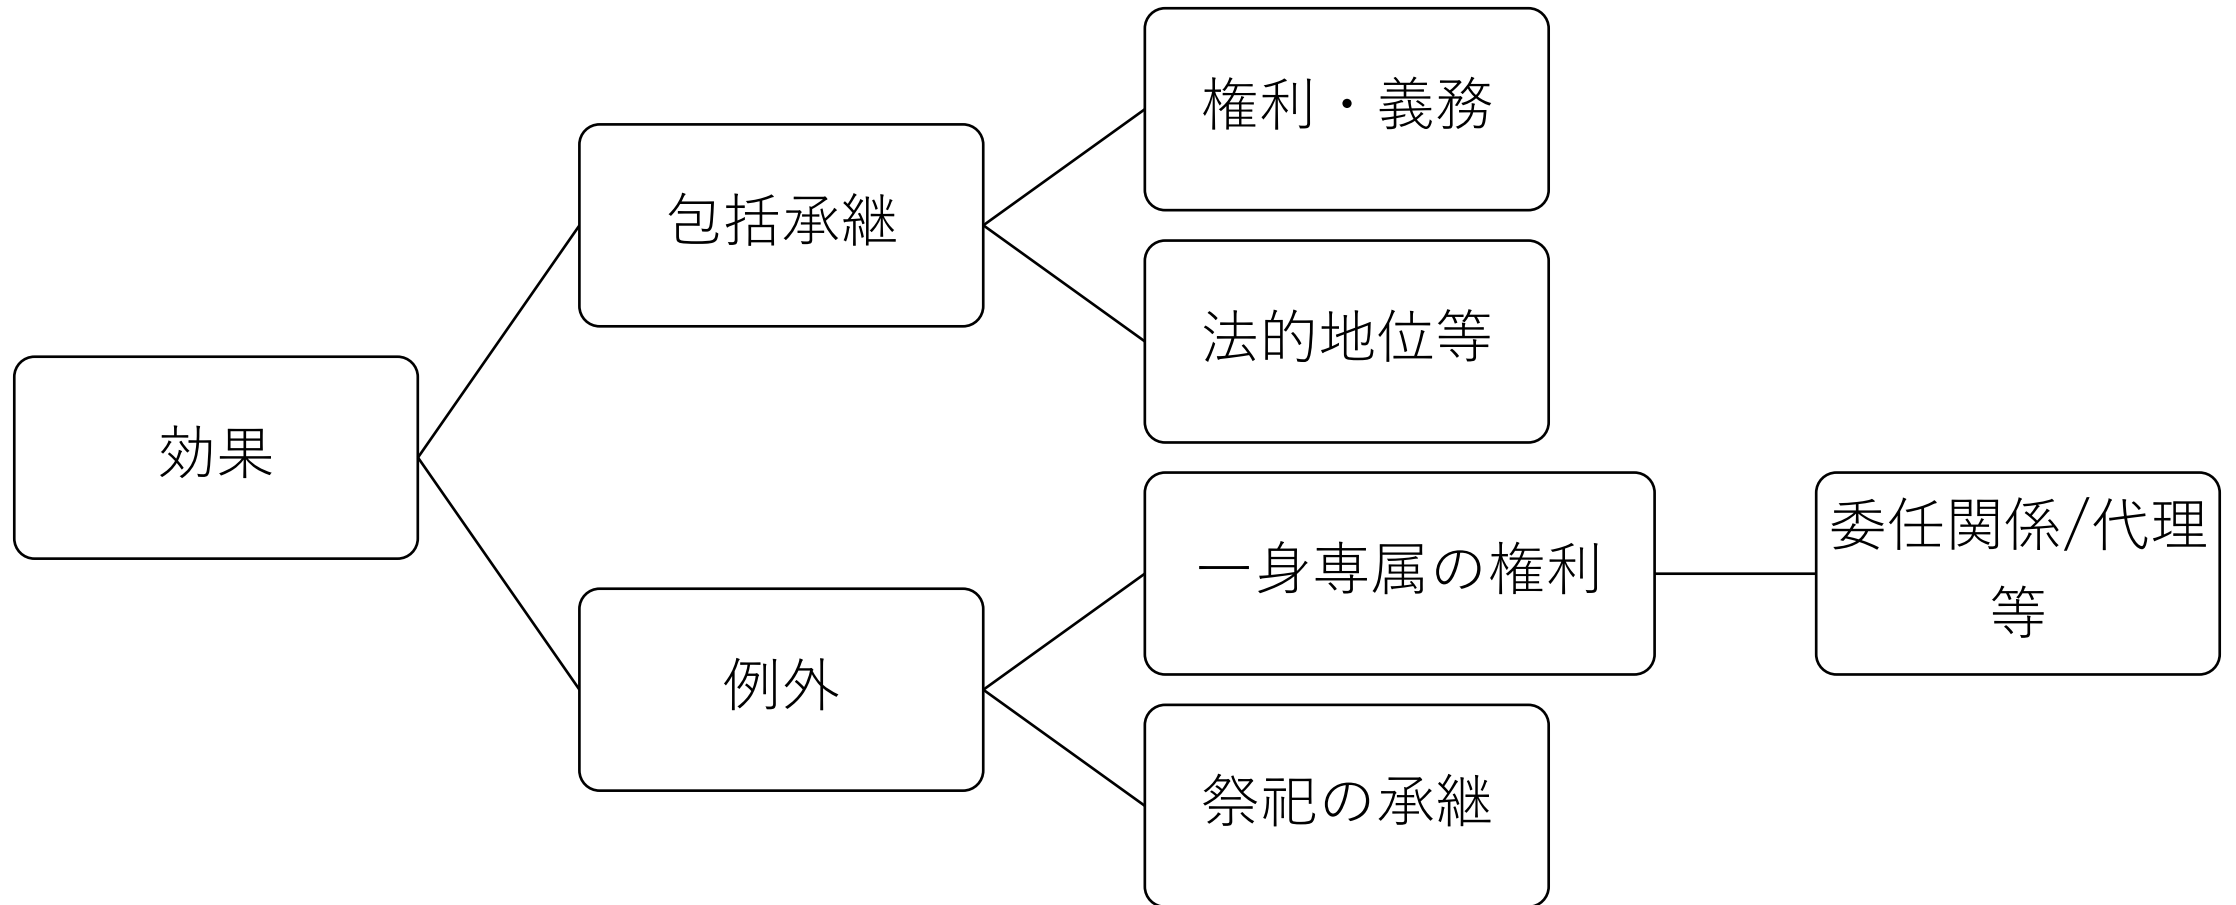 効果
包括承継
権利・義務
法的地位等
例外
一身専属の権利
委任関係/代理
等
祭祀の承継